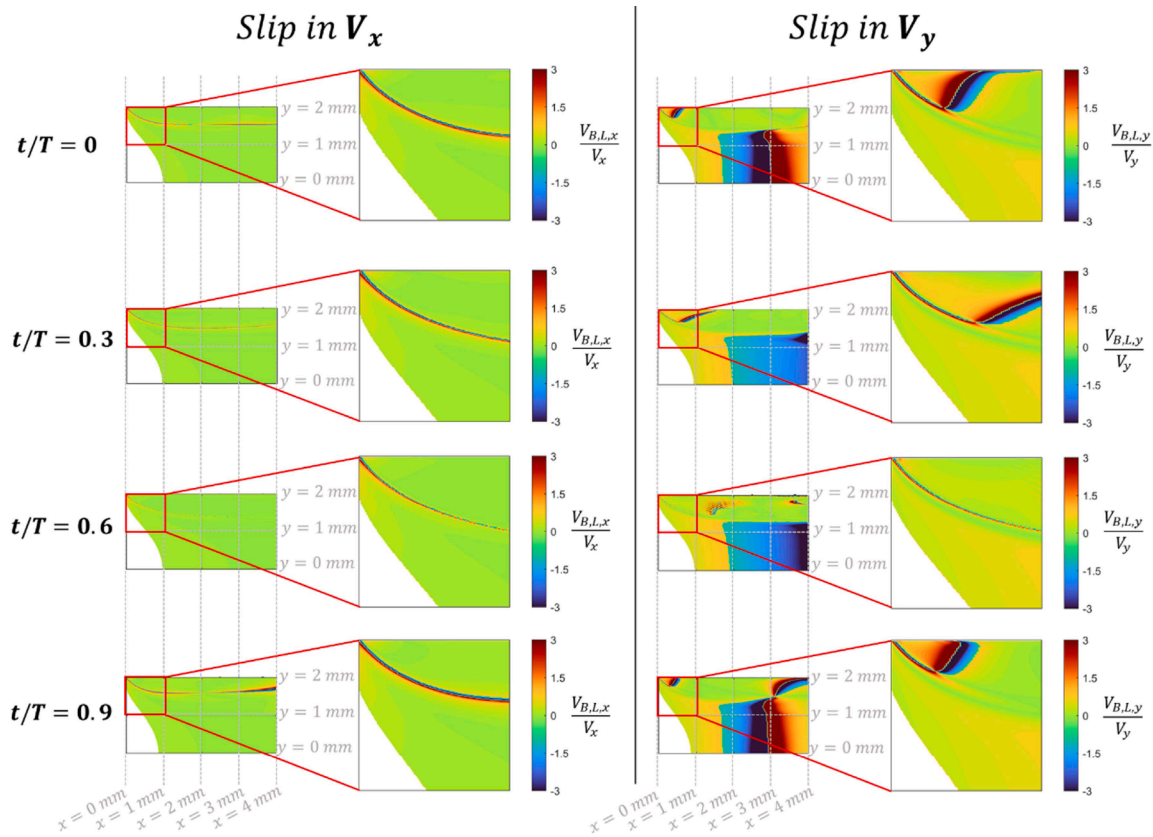 Slip in Vx
Slip in Vy
t/T = 0
y = 2 mm
y = 1 mm
y = 0 mm
3
1.5
0
-1.5
-3
VB,L,x
Vx
y = 2 mm
y = 1 mm
y = 0 mm
3
1.5
0
-1.5
-3
VB,L,y
Vy
t/T = 0.3
y = 2 mm
y = 1 mm
y = 0 mm
3
1.5
0
-1.5
-3
VB,L,x
Vx
y = 2 mm
y = 1 mm
y = 0 mm
3
1.5
0
-1.5
-3
VB,L,y
Vy
t/T = 0.6
y = 2 mm
y = 1 mm
y = 0 mm
3
1.5
0
-1.5
-3
VB,L,x
Vx
y = 2 mm
y = 1 mm
y = 0 mm
3
1.5
0
-1.5
-3
VB,L,y
Vy
t/T = 0.9
y = 2 mm
y = 1 mm
y = 0 mm
3
1.5
0
-1.5
-3
VB,L,x
Vx
y = 2 mm
y = 1 mm
y = 0 mm
3
1.5
0
-1.5
-3
VB,L,y
Vy
x = 0 mm
x = 1 mm
x = 2 mm
x = 3 mm
x = 4 mm
x = 0 mm
x = 1 mm
x = 2 mm
x = 3 mm
x = 4 mm